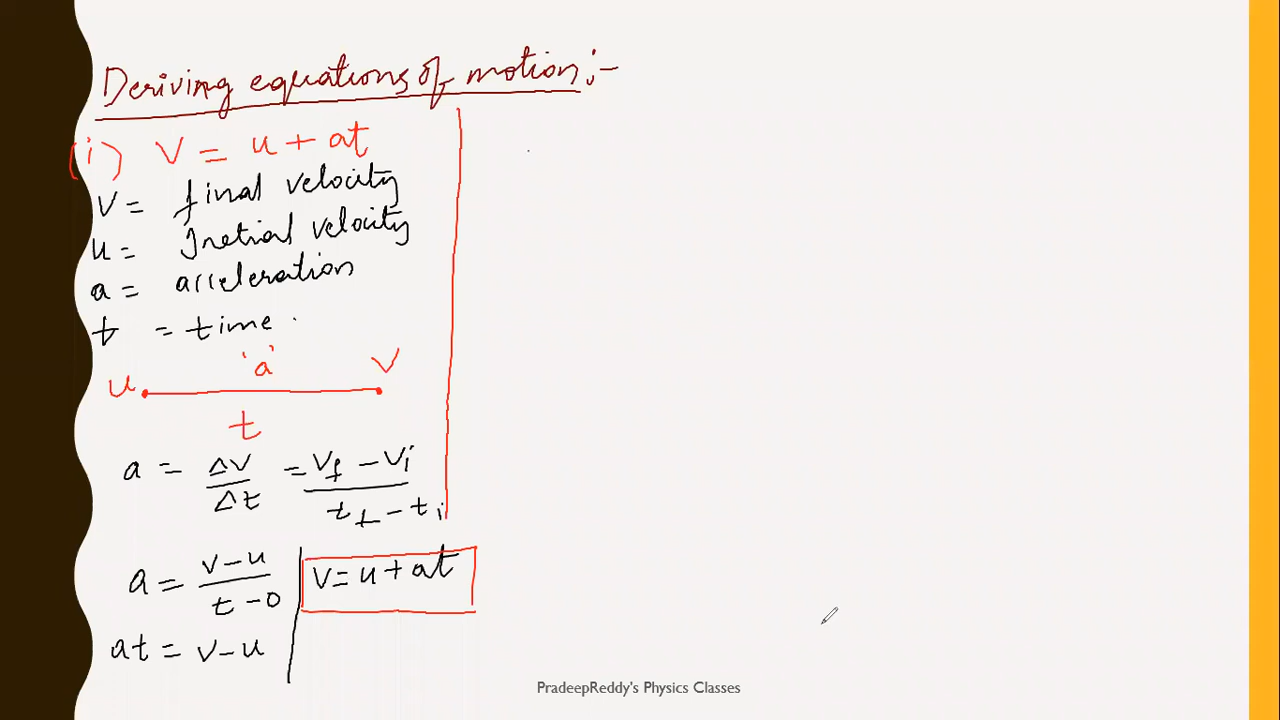 Deriving equations of motion :-
(i) V = u + at
V = final velocity
u = Inetial velocity
a = acceleration
t = time .
u 'a' V
t
a = ΔV/Δt = Vf - Vi / tf - ti
a = V - u / t - 0
at = V - u
V = u + at
PradeepReddy's Physics Classes